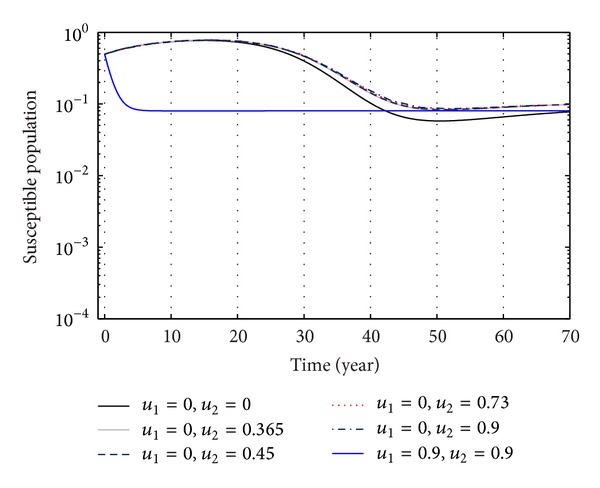 10⁰
10⁻¹
10⁻²
10⁻³
10⁻⁴
Susceptible population
0 10 20 30 40 50 60 70
Time (year)
u₁ = 0, u₂ = 0
u₁ = 0, u₂ = 0.365
u₁ = 0, u₂ = 0.45
u₁ = 0, u₂ = 0.73
u₁ = 0, u₂ = 0.9
u₁ = 0.9, u₂ = 0.9